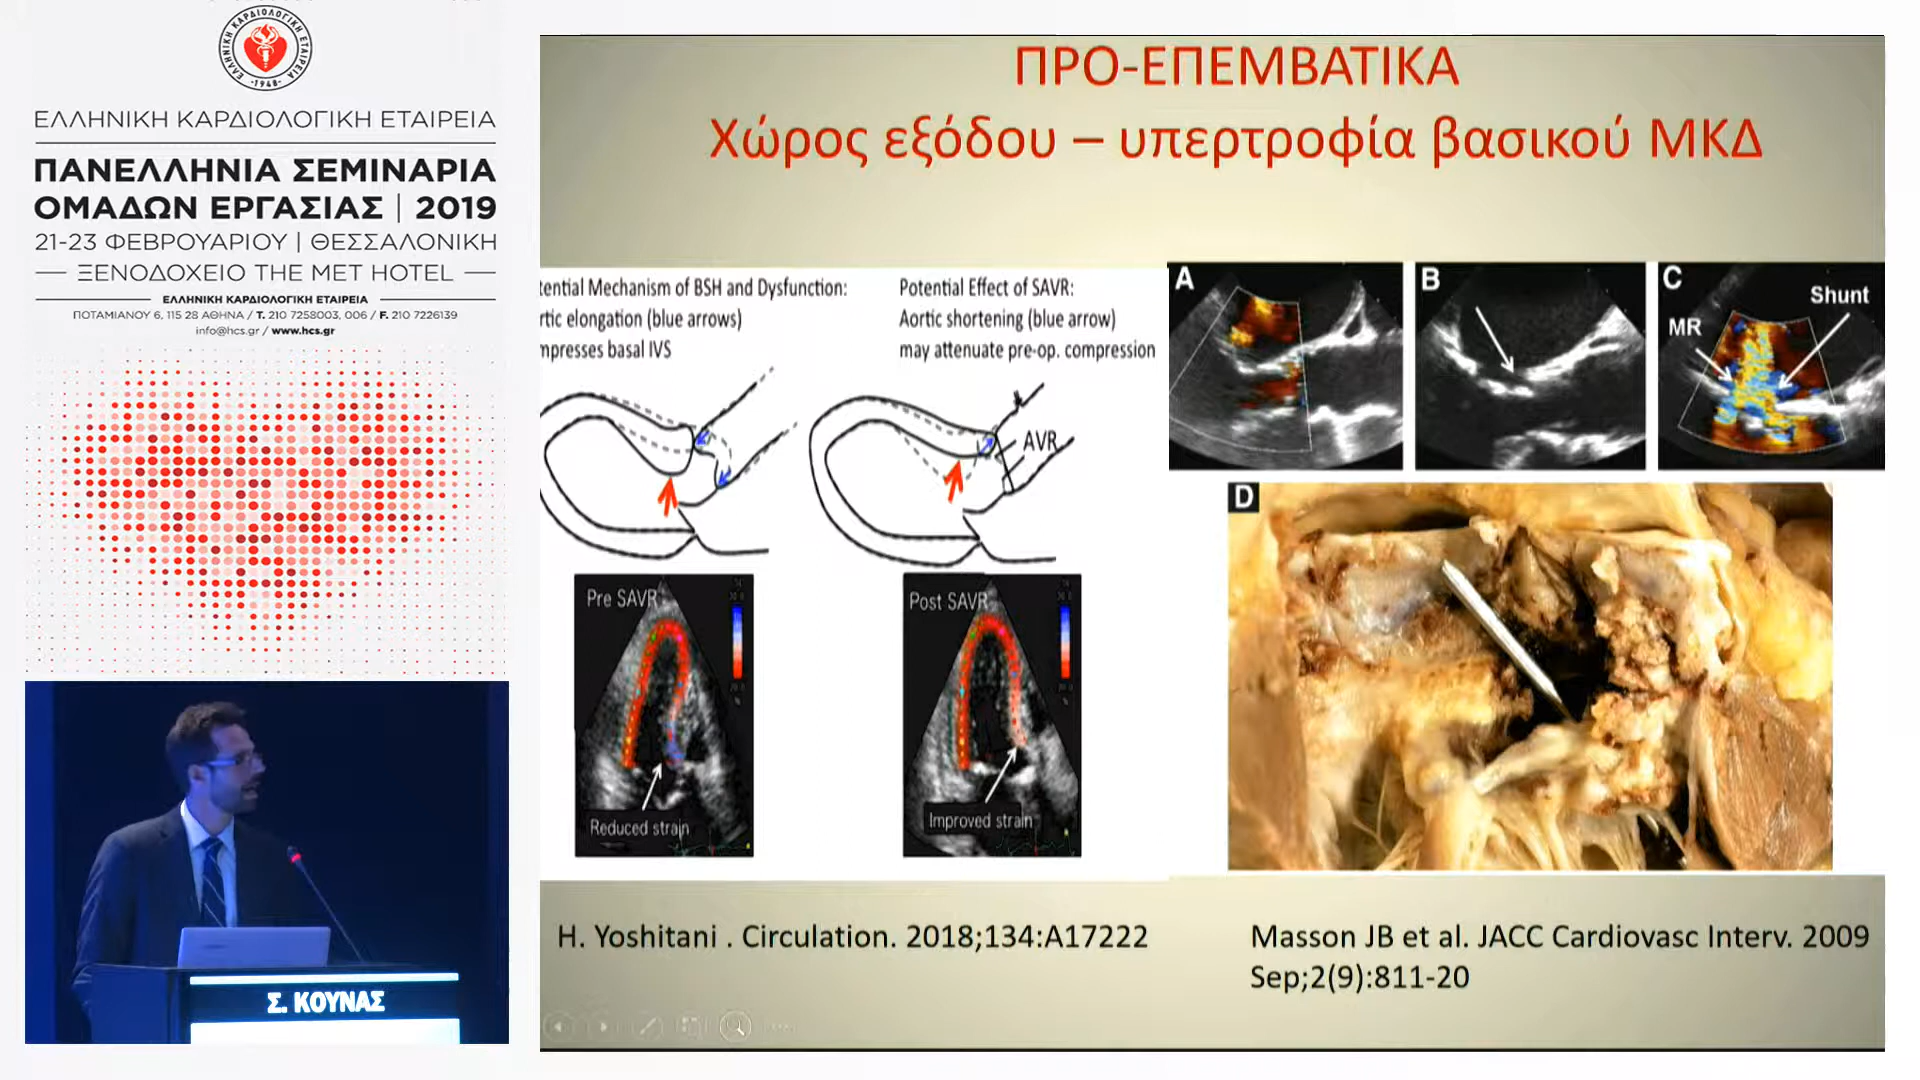 ΕΛΛΗΝΙΚΗ ΚΑΡΔΙΟΛΟΓΙΚΗ ΕΤΑΙΡΕΙΑ
·1948·
ΕΛΛΗΝΙΚΗ ΚΑΡΔΙΟΛΟΓΙΚΗ ΕΤΑΙΡΕΙΑ
ΠΑΝΕΛΛΗΝΙΑ ΣΕΜΙΝΑΡΙΑ
ΟΜΑΔΩΝ ΕΡΓΑΣΙΑΣ | 2019
21-23 ΦΕΒΡΟΥΑΡΙΟΥ | ΘΕΣΣΑΛΟΝΙΚΗ
ΞΕΝΟΔΟΧΕΙΟ THE MET HOTEL
ΕΛΛΗΝΙΚΗ ΚΑΡΔΙΟΛΟΓΙΚΗ ΕΤΑΙΡΕΙΑ
ΠΟΤΑΜΙΑΝΟΥ 6, 115 28 ΑΘΗΝΑ / Τ. 210 7258003, 006 / F. 210 7226139
info@hcs.gr / www.hcs.gr
Σ. ΚΟΥΝΑΣ
ΠΡΟ-ΕΠΕΜΒΑΤΙΚΑ
Χώρος εξόδου – υπερτροφία βασικού ΜΚΔ
tential Mechanism of BSH and Dysfunction:
rtic elongation (blue arrows)
mpresses basal IVS
Potential Effect of SAVR:
Aortic shortening (blue arrow)
may attenuate pre-op. compression
AVR
Pre SAVR
Reduced strain
Post SAVR
Improved strain
A
B
C
Shunt
MR
D
H. Yoshitani . Circulation. 2018;134:A17222
Masson JB et al. JACC Cardiovasc Interv. 2009
Sep;2(9):811-20